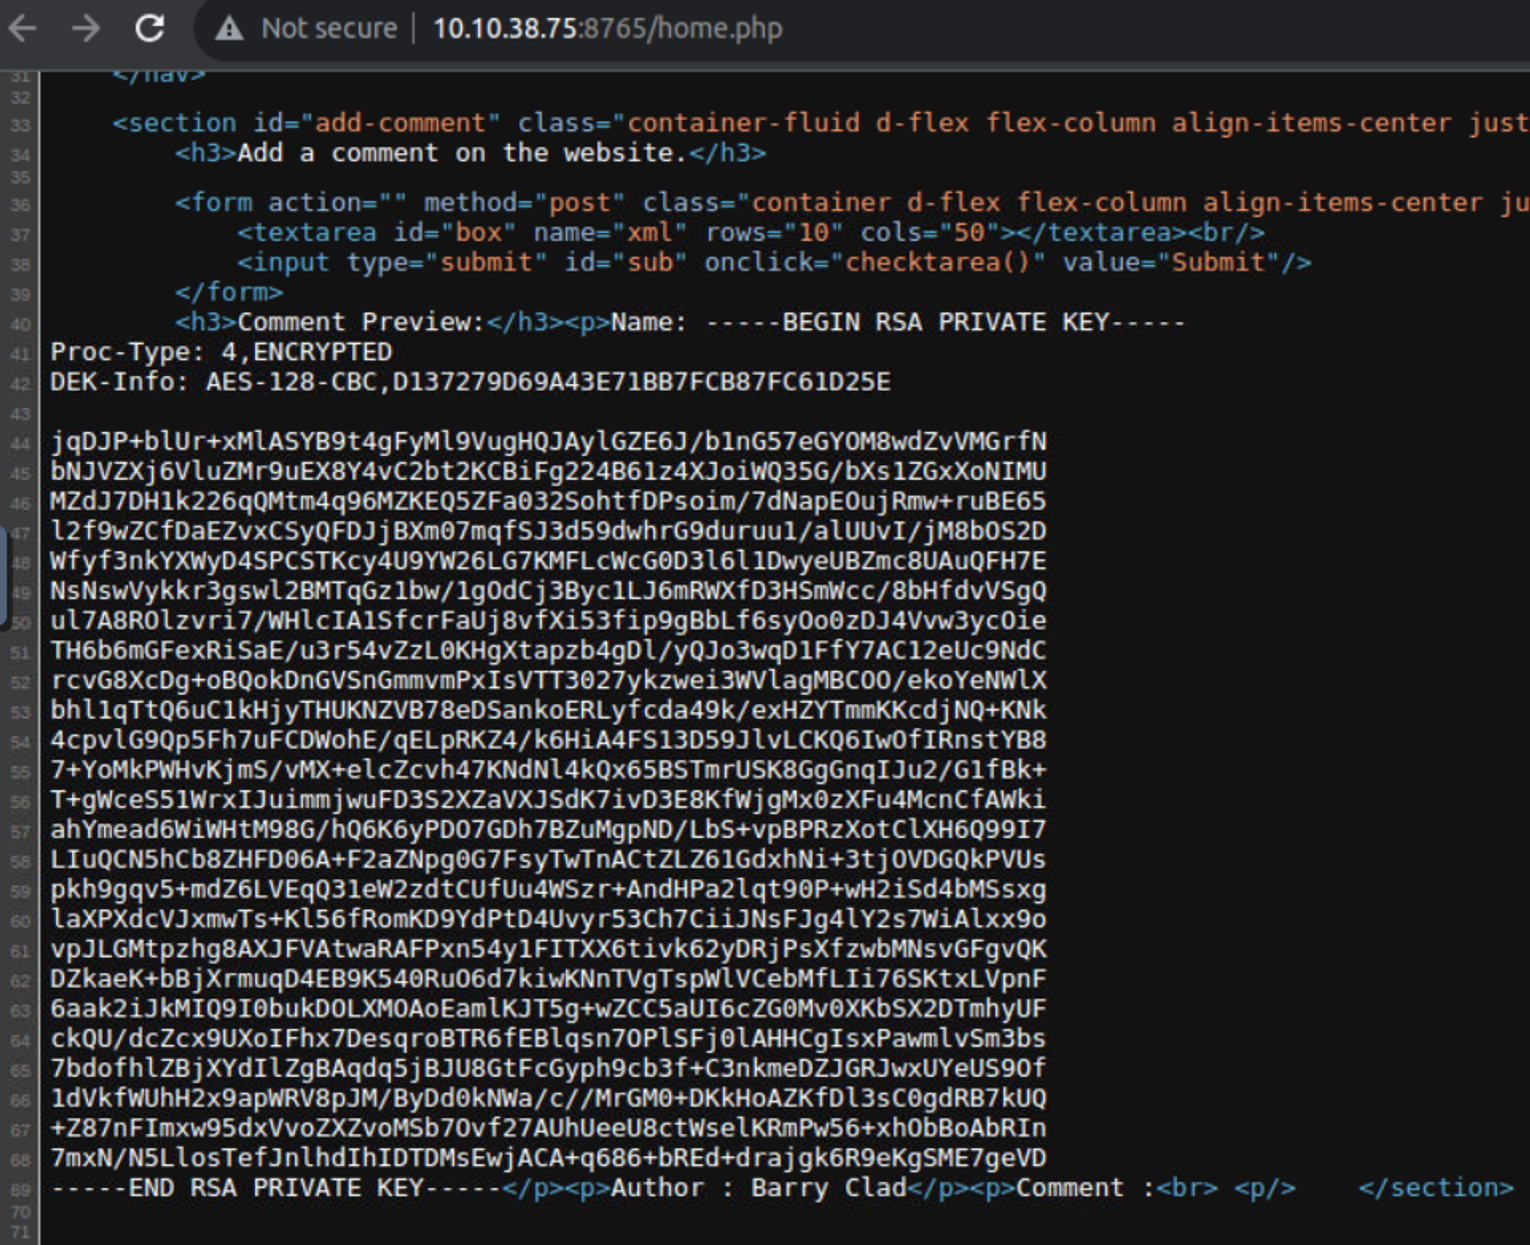 Not secure | 10.10.38.75:8765/home.php
31 </nav>
32
33 <section id="add-comment" class="container-fluid d-flex flex-column align-items-center just
34 <h3>Add a comment on the website.</h3>
35
36 <form action="" method="post" class="container d-flex flex-column align-items-center ju
37 <textarea id="box" name="xml" rows="10" cols="50"></textarea><br/>
38 <input type="submit" id="sub" onclick="checktarea()" value="Submit"/>
39 </form>
40 <h3>Comment Preview:</h3><p>Name: -----BEGIN RSA PRIVATE KEY-----
41 Proc-Type: 4,ENCRYPTED
42 DEK-Info: AES-128-CBC,D137279D69A43E71BB7FCB87FC61D25E
43
44 jqDJP+blUr+xMlASYB9t4gFyMl9VugHQJAylGZE6J/b1nG57eGYOM8wdZvVMGrfN
45 bNJVZXj6VluZMr9uEX8Y4vC2bt2KCBiFg224B61z4XJoiWQ35G/bXs1ZGxXoNIMU
46 MZdJ7DH1k226qQMtm4q96MZKEQ5ZFa032SohtfDPsoim/7dNapEOujRmw+ruBE65
47 l2f9wZCfDaEZvxCSyQFDJjBXm07mqfSJ3d59dwhrG9duruu1/alUUvI/jM8bOS2D
48 Wfyf3nkYXWyD4SPCSTKcy4U9YW26LG7KMFLcWcG0D3l6l1DwyeUBZmc8UAuQFH7E
49 NsNswVykkr3gswl2BMTqGz1bw/1gOdCj3Byc1LJ6mRWXfD3HSmWcc/8bHfdvVSgQ
50 ul7A8ROlzvri7/WHlcIA1SfcrFaUj8vfXi53fip9gBbLf6syOo0zDJ4Vvw3ycOie
51 TH6b6mGFexRiSaE/u3r54vZzL0KHgXtapzb4gDl/yQJo3wqD1FfY7AC12eUc9NdC
52 rcvG8XcDg+oBQokDnGVSnGmmvmPxIsVTT3027ykzwei3WVlagMBCOO/ekoYeNWlX
53 bhl1qTtQ6uC1kHjyTHUKNZVB78eDSankoERLyfcda49k/exHZYTmmKKcdjNQ+KNk
54 4cpvlG9Qp5Fh7uFCDWohE/qELpRKZ4/k6HiA4FS13D59JlvLCKQ6IwOfIRnstYB8
55 7+YoMkPWHvKjmS/vMX+elcZcvh47KNdNl4kQx65BSTmrUSK8GgGnqIJu2/G1fBk+
56 T+gWceS51WrxIJuimmjwuFD3S2XZaVXJSdK7ivD3E8KfWjgMx0zXFu4McnCfAWki
57 ahYmead6WiWHtM98G/hQ6K6yPDO7GDh7BZuMgpND/LbS+vpBPRzXotClXH6Q99I7
58 LIuQCN5hCb8ZHFD06A+F2aZNpg0G7FsyTwTnACtZLZ61GdxhNi+3tjOVDGQkPVUs
59 pkh9gqv5+mdZ6LVEqQ31eW2zdtCUfUu4WSzr+AndHPa2lqt90P+wH2iSd4bMSsxg
60 laXPXdcVJxmwTs+Kl56fRomKD9YdPtD4Uvyr53Ch7CiiJNsFJg4lY2s7WiAlxx9o
61 vpJLGMtpzhg8AXJFVAtwaRAFPxn54y1FITXX6tivk62yDRjPsXfzwbMNsvGFgvQK
62 DZkaeK+bBjXrmuqD4EB9K540RuO6d7kiwKNnTVgTspWlVCebMfLIi76SKtxLVpnF
63 6aak2iJkMIQ9I0bukDOLXMOAoEamlKJT5g+wZCC5aUI6cZG0Mv0XKbSX2DTmhyUF
64 ckQU/dcZcx9UXoIFhx7DesqroBTR6fEBlqsn7OPlSFj0lAHHCgIsxPawmlvSm3bs
65 7bdofhlZBjXYdIlZgBAqdq5jBJU8GtFcGyph9cb3f+C3nkmeDZJGRJwxUYeUS9Of
66 1dVkfWUhH2x9apWRV8pJM/ByDd0kNWa/c//MrGM0+DKkHoAZKfDl3sC0gdRB7kUQ
67 +Z87nFImxw95dxVvoZXZvoMSb7Ovf27AUhUeeU8ctWselKRmPw56+xhObBoAbRIn
68 7mxN/N5LlosTefJnlhdIhIDTDMsEwjACA+q686+bREd+drajgk6R9eKgSME7geVD
69 -----END RSA PRIVATE KEY-----</p><p>Author : Barry Clad</p><p>Comment :<br> <p/> </section>
70
71